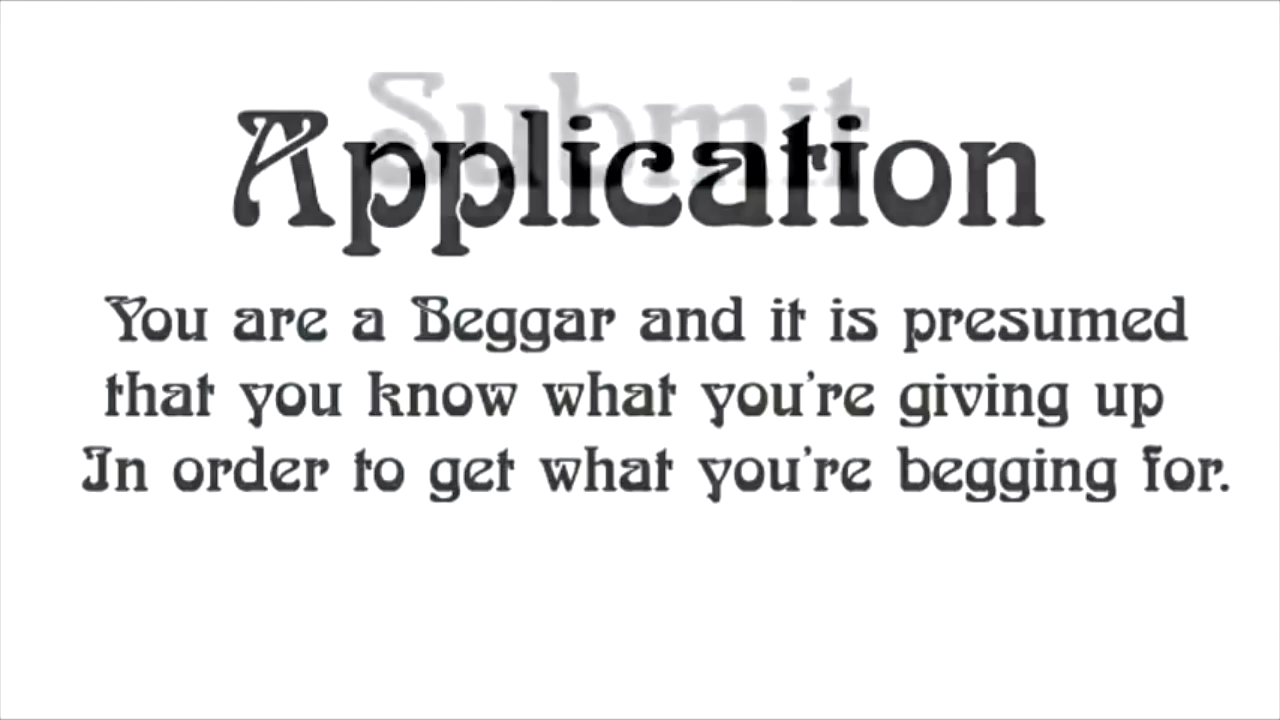 Submit
Application
You are a Beggar and it is presumed
that you know what you're giving up
In order to get what you're begging for.